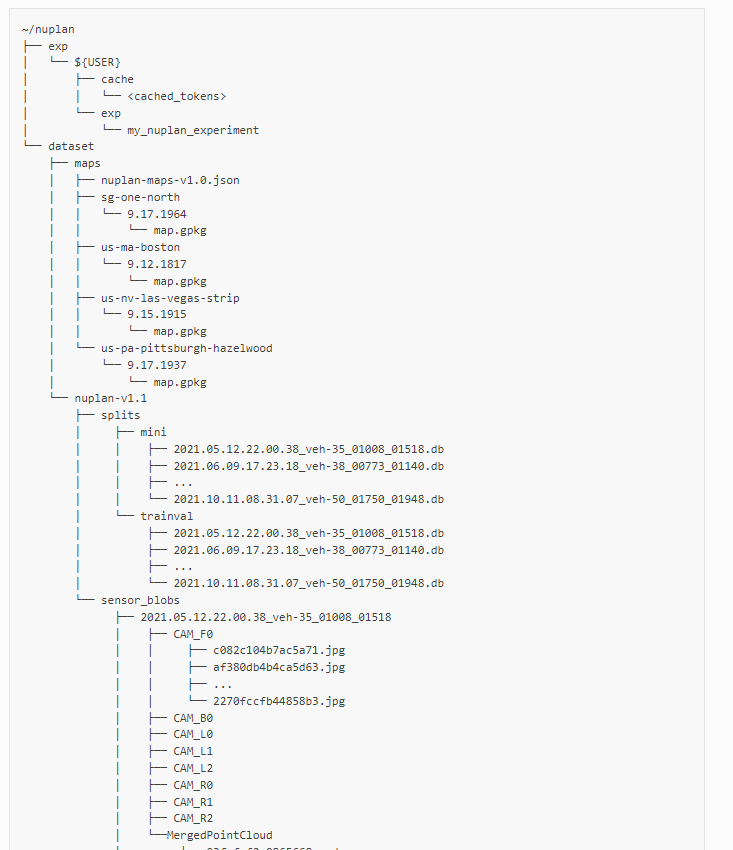 ~/nuplan
├── exp
│   └── ${USER}
│       ├── cache
│       │   └── <cached_tokens>
│       └── exp
│           └── my_nuplan_experiment
└── dataset
    ├── maps
    │   ├── nuplan-maps-v1.0.json
    │   ├── sg-one-north
    │   │   └── 9.17.1964
    │   │       └── map.gpkg
    │   ├── us-ma-boston
    │   │   └── 9.12.1817
    │   │       └── map.gpkg
    │   ├── us-nv-las-vegas-strip
    │   │   └── 9.15.1915
    │   │       └── map.gpkg
    │   └── us-pa-pittsburgh-hazelwood
    │       └── 9.17.1937
    │           └── map.gpkg
    └── nuplan-v1.1
        ├── splits
        │     ├── mini
        │     │    ├── 2021.05.12.22.00.38_veh-35_01008_01518.db
        │     │    ├── 2021.06.09.17.23.18_veh-38_00773_01140.db
        │     │    ├── ...
        │     │    └── 2021.10.11.08.31.07_veh-50_01750_01948.db
        │     └── trainval
        │          ├── 2021.05.12.22.00.38_veh-35_01008_01518.db
        │          ├── 2021.06.09.17.23.18_veh-38_00773_01140.db
        │          ├── ...
        │          └── 2021.10.11.08.31.07_veh-50_01750_01948.db
        └── sensor_blobs
              ├── 2021.05.12.22.00.38_veh-35_01008_01518
              │    ├── CAM_F0
              │    │     ├── c082c104b7ac5a71.jpg
              │    │     ├── af380db4b4ca5d63.jpg
              │    │     ├── ...
              │    │     └── 2270fccfb44858b3.jpg
              │    ├── CAM_B0
              │    ├── CAM_L0
              │    ├── CAM_L1
              │    ├── CAM_L2
              │    ├── CAM_R0
              │    ├── CAM_R1
              │    ├── CAM_R2
              │    └──MergedPointCloud